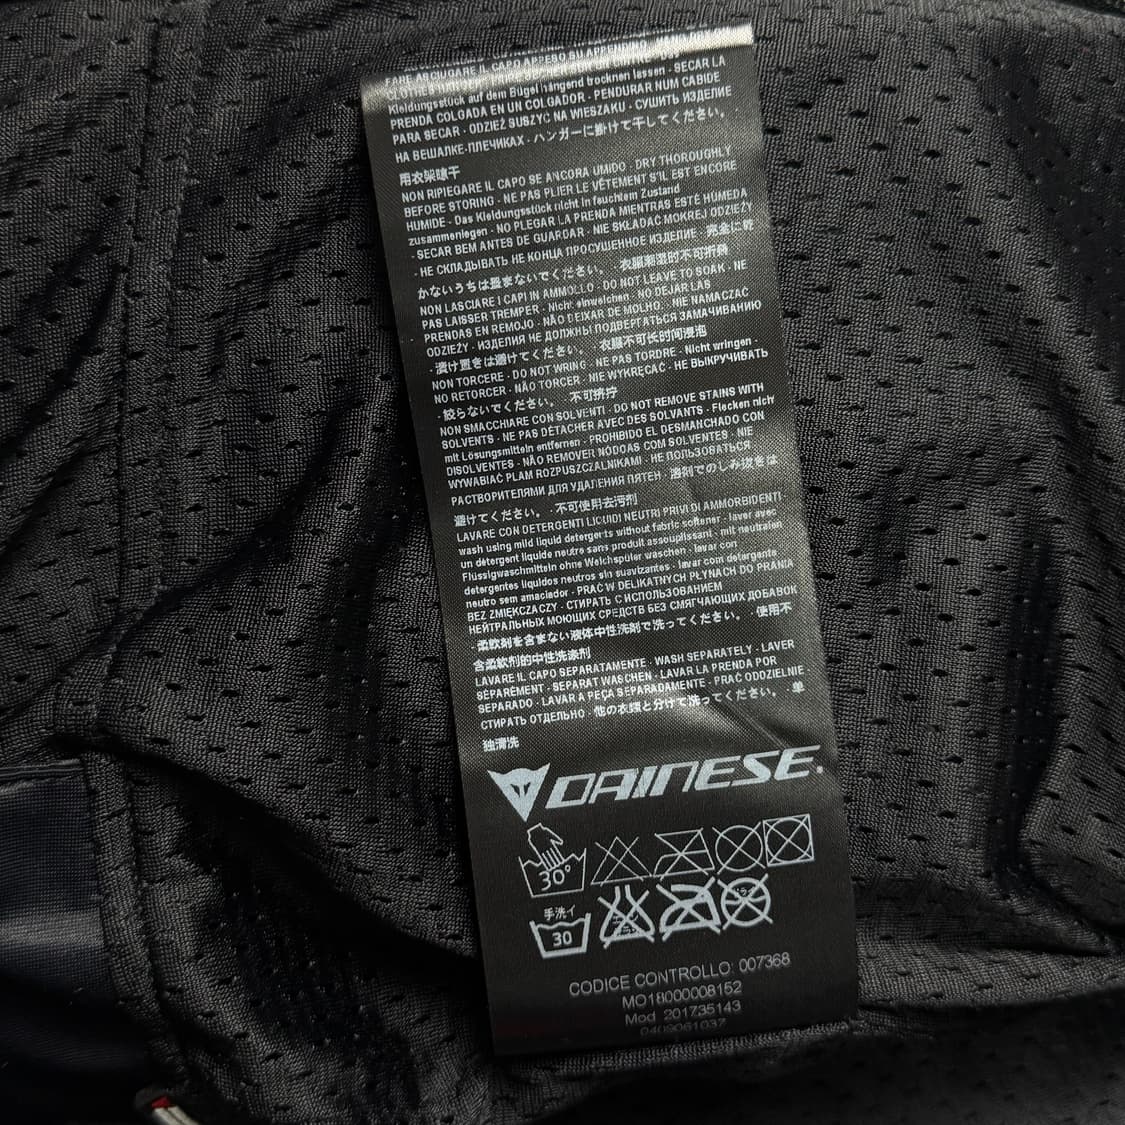 FARE ASCIUGARE IL CAPO APPESO
Kleidungsstück auf dem Bügel hängend trocknen lassen - SECAR LA
PRENDA COLGADA EN UN COLGADOR - PENDURAR NUM CABIDE
PARA SECAR - ODZIEŻ SUSZYĆ NA WIESZAKU - СУШИТЬ ИЗДЕЛИЕ
НА ВЕШАЛКЕ-ПЛЕЧИКАХ - ハンガーに掛けて干してください。
用衣架晾干
NON RIPIEGARE IL CAPO SE ANCORA UMIDO - DRY THOROUGHLY
BEFORE STORING - NE PAS PLIER LE VÊTEMENT S'IL EST ENCORE
HUMIDE - Das Kleidungsstück nicht in feuchtem Zustand
zusammenlegen - NO PLEGAR LA PRENDA MIENTRAS ESTÉ HÚMEDA
- SECAR BEM ANTES DE GUARDAR - NIE SKŁADAĆ MOKREJ ODZIEŻY
- НЕ СКЛАДЫВАТЬ НЕ КОНЦА ПРОСУШЕННОЕ ИЗДЕЛИЕ 完全に乾
かないうちは畳まないでください。 - 衣服潮湿时不可折叠
NON LASCIARE I CAPI IN AMMOLLO - DO NOT LEAVE TO SOAK - NE
PAS LAISSER TREMPER - Nicht einweichen - NO DEJAR LAS
PRENDAS EN REMOJO - NÃO DEIXAR DE MOLHO. - NIE NAMACZAĆ
ODZIEŻY - ИЗДЕЛИЯ НЕ ДОЛЖНЫ ПОДВЕРГАТЬСЯ ЗАМАЧИВАНИЮ
- 漬け置きは避けてください。 衣服不可长时间浸泡
NON TORCERE - DO NOT WRING - NE PAS TORDRE - Nicht wringen -
NO RETORCER - NÃO TORCER - NIE WYKRĘCAĆ - НЕ ВЫКРУЧИВАТЬ
- 絞らないでください。 不可拼拧
NON SMACCHIARE CON SOLVENTI - DO NOT REMOVE STAINS WITH
SOLVENTS - NE PAS DÉTACHER AVEC DES SOLVANTS - Flecken nich
mit Lösungsmitteln entfernen - PROHIBIDO EL DESMANCHADO CON
DISOLVENTES - NÃO REMOVER NÓDOAS COM SOLVENTES - NIE
WYWABIAĆ PLAM ROZPUSZCZALNIKAMI - НЕ ПОЛЬЗОВАТЬСЯ
РАСТВОРИТЕЛЯМИ ДЛЯ УДАЛЕНИЯ ПЯТЕН - 溶剤でのしみ抜きは
避けてください。 - 不可使用去污剂
LAVARE CON DETERGENTI LIQUIDI NEUTRI PRIVI DI AMMORBIDENTI -
wash using mild liquid detergents without fabric softener - laver avec
un détergent liquide neutre sans produit assouplissant - mit neutralen
Flüssigwaschmitteln ohne Weichspüler waschen - lavar con
detergentes líquidos neutros sin suavizantes - lavar com detergente
neutro sem amaciador - PRAĆ W DELIKATNYCH PŁYNACH DO PRANIA
BEZ ZMIĘKCZACZY - СТИРАТЬ С ИСПОЛЬЗОВАНИЕМ
НЕЙТРАЛЬНЫХ МОЮЩИХ СРЕДСТВ БЕЗ СМЯГЧАЮЩИХ ДОБАВОК
- 柔軟剤を含まない液体中性洗剤で洗ってください。 - 使用不
含柔软剂的中性洗涤剂
LAVARE IL CAPO SEPARATAMENTE - WASH SEPARATELY - LAVER
SÉPARÉMENT - SEPARAT WASCHEN - LAVAR LA PRENDA POR
SEPARADO - LAVAR A PEÇA SEPARADAMENTE - PRAĆ ODDZIELNIE -
СТИРАТЬ ОТДЕЛЬНО - 他の衣類と分けて洗ってください。 - 单
独清洗
DAINESE.
30°
手洗イ
30
CODICE CONTROLLO: 007368
MO18000008152
Mod 201735143
0409061037